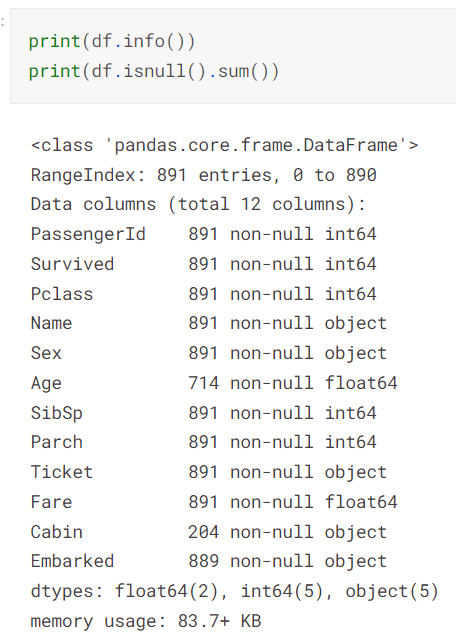 :
print(df.info())
print(df.isnull().sum())
<class 'pandas.core.frame.DataFrame'>
RangeIndex: 891 entries, 0 to 890
Data columns (total 12 columns):
PassengerId    891 non-null int64
Survived       891 non-null int64
Pclass         891 non-null int64
Name           891 non-null object
Sex            891 non-null object
Age            714 non-null float64
SibSp          891 non-null int64
Parch          891 non-null int64
Ticket         891 non-null object
Fare           891 non-null float64
Cabin          204 non-null object
Embarked       889 non-null object
dtypes: float64(2), int64(5), object(5)
memory usage: 83.7+ KB